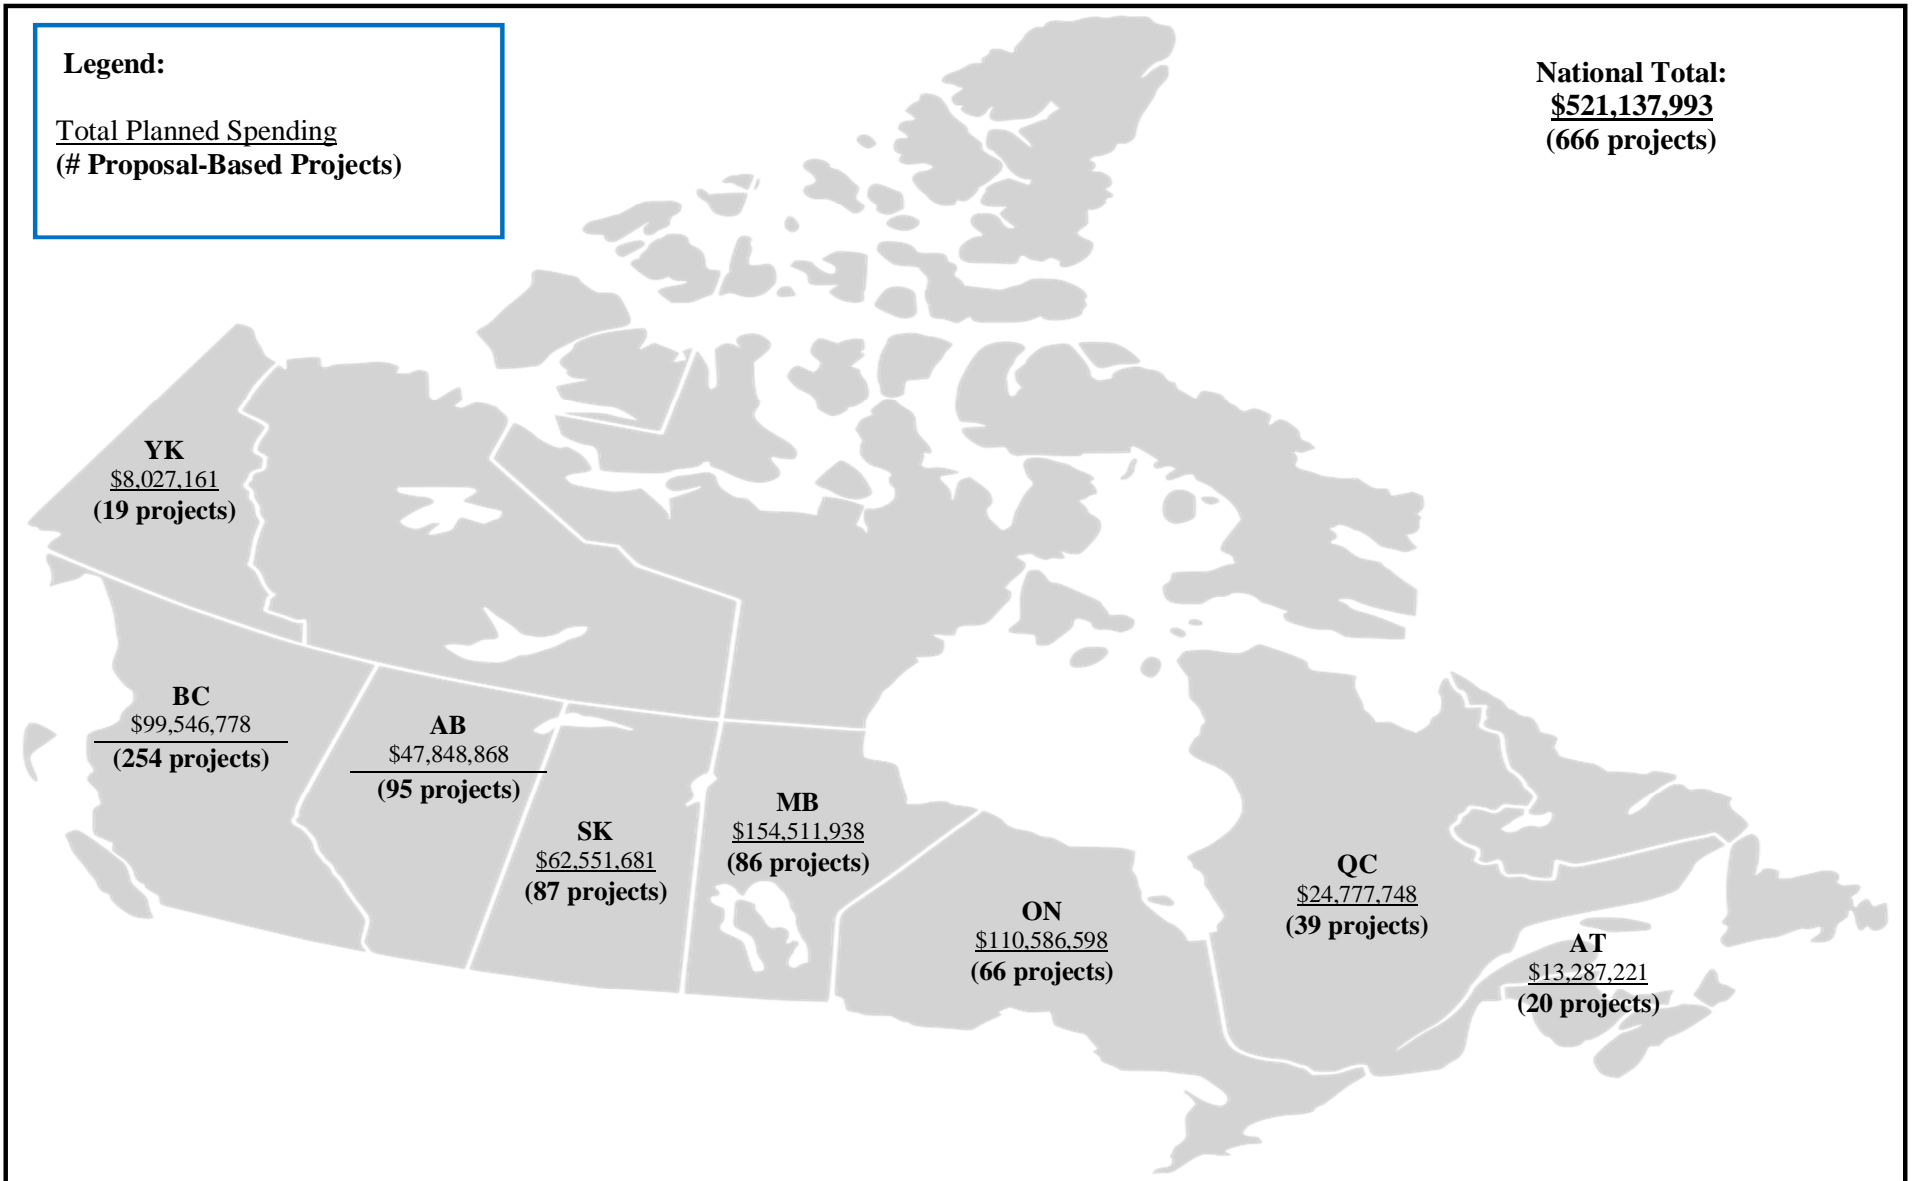 Legend:
Total Planned Spending
(# Proposal-Based Projects)
National Total:
$521,137,993
(666 projects)
YK
$8,027,161
(19 projects)
BC
$99,546,778
(254 projects)
AB
$47,848,868
(95 projects)
SK
$62,551,681
(87 projects)
MB
$154,511,938
(86 projects)
ON
$110,586,598
(66 projects)
QC
$24,777,748
(39 projects)
AT
$13,287,221
(20 projects)